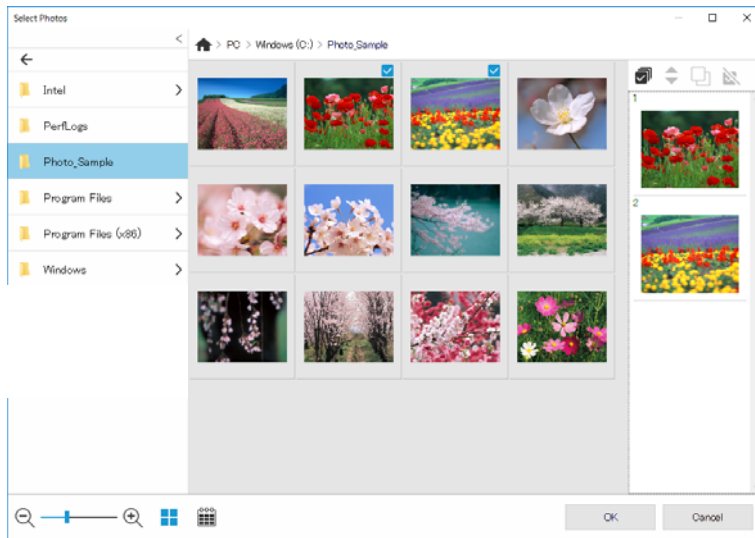 Select Photos
<
PC > Windows (C:) > Photo_Sample
Intel
PerfLogs
Photo_Sample
Program Files
Program Files (x86)
Windows
1
2
OK
Cancel